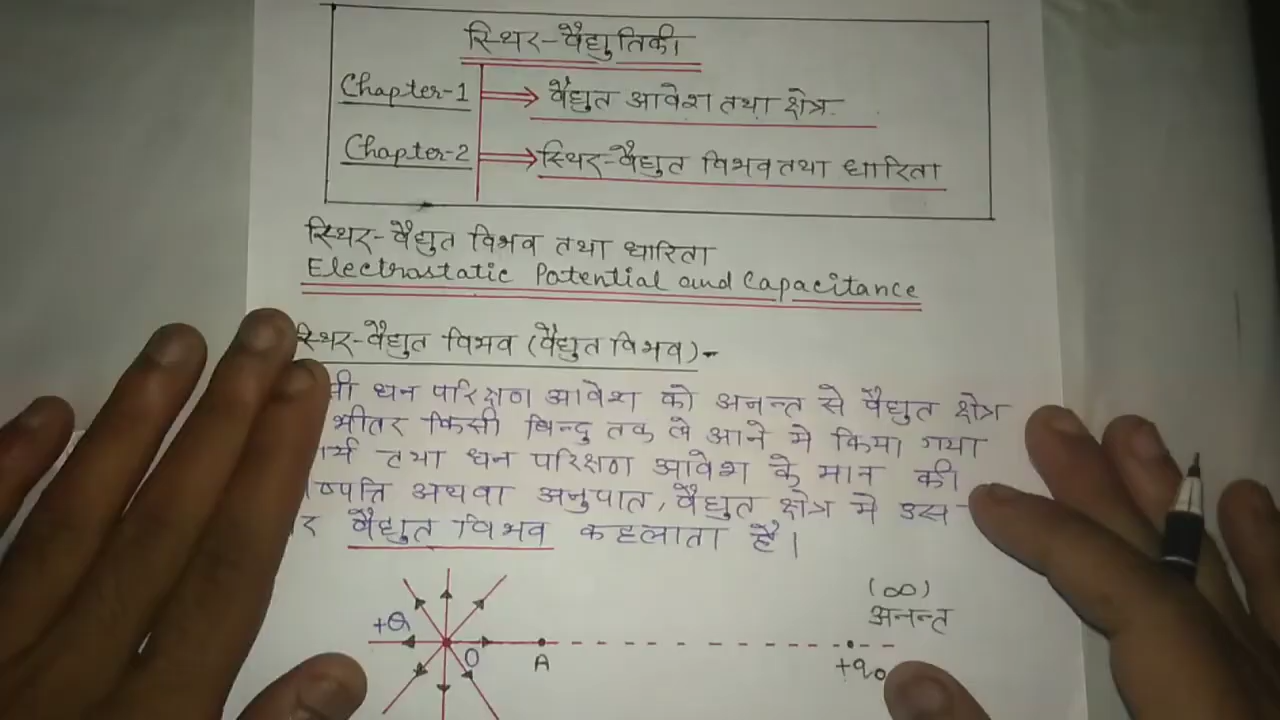 स्थिर-वैद्युतिकी
Chapter-1 वैद्युत आवेश तथा क्षेत्र
Chapter-2 स्थिर-वैद्युत विभव तथा धारिता
स्थिर-वैद्युत विभव तथा धारिता
Electrostatic Potential and Capacitance
स्थिर-वैद्युत विभव (वैद्युत विभव)-
धन परिक्षण आवेश को अनन्त से वैद्युत क्षेत्र
भीतर किसी बिन्दु तक ले आने मे किया गया
तथा धन परिक्षण आवेश के मान की
अथवा अनुपात, वैद्युत क्षेत्र मे उस
वैद्युत विभव कहलाता है।
(∞)
अनन्त
+Q
O A +q₀